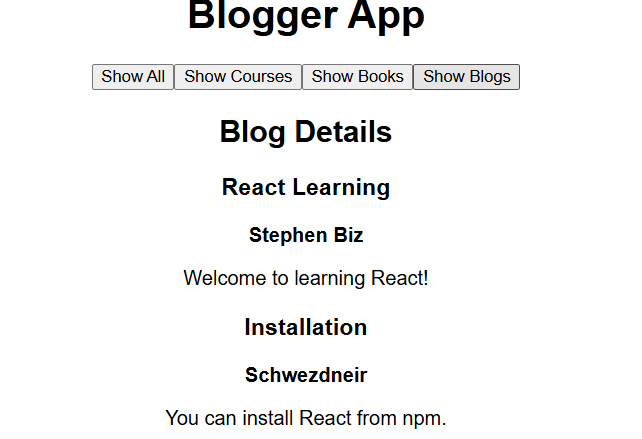 Blogger App
Show All Show Courses Show Books Show Blogs
Blog Details
React Learning
Stephen Biz
Welcome to learning React!
Installation
Schwezdneir
You can install React from npm.